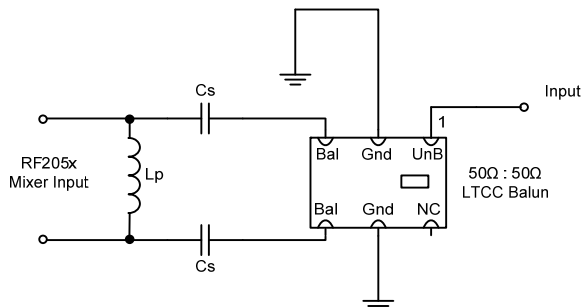 Cs
Input
1
RF205x
Mixer Input
Lp
Bal Gnd UnB
50Ω : 50Ω
LTCC Balun
Bal Gnd NC
Cs